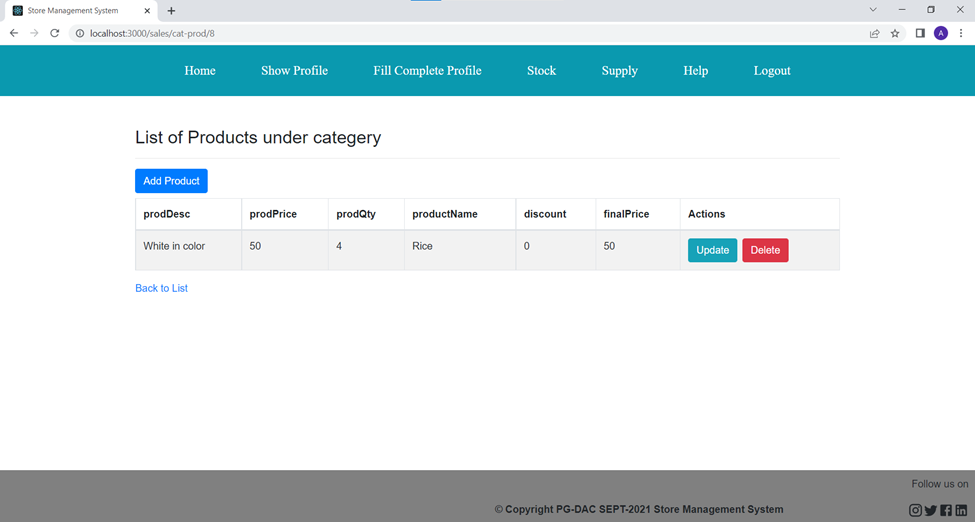 Store Management System
localhost:3000/sales/cat-prod/8
A
Home Show Profile Fill Complete Profile Stock Supply Help Logout
List of Products under categery
Add Product
prodDesc prodPrice prodQty productName discount finalPrice Actions
White in color 50 4 Rice 0 50 Update Delete
Back to List
Follow us on
© Copyright PG-DAC SEPT-2021 Store Management System